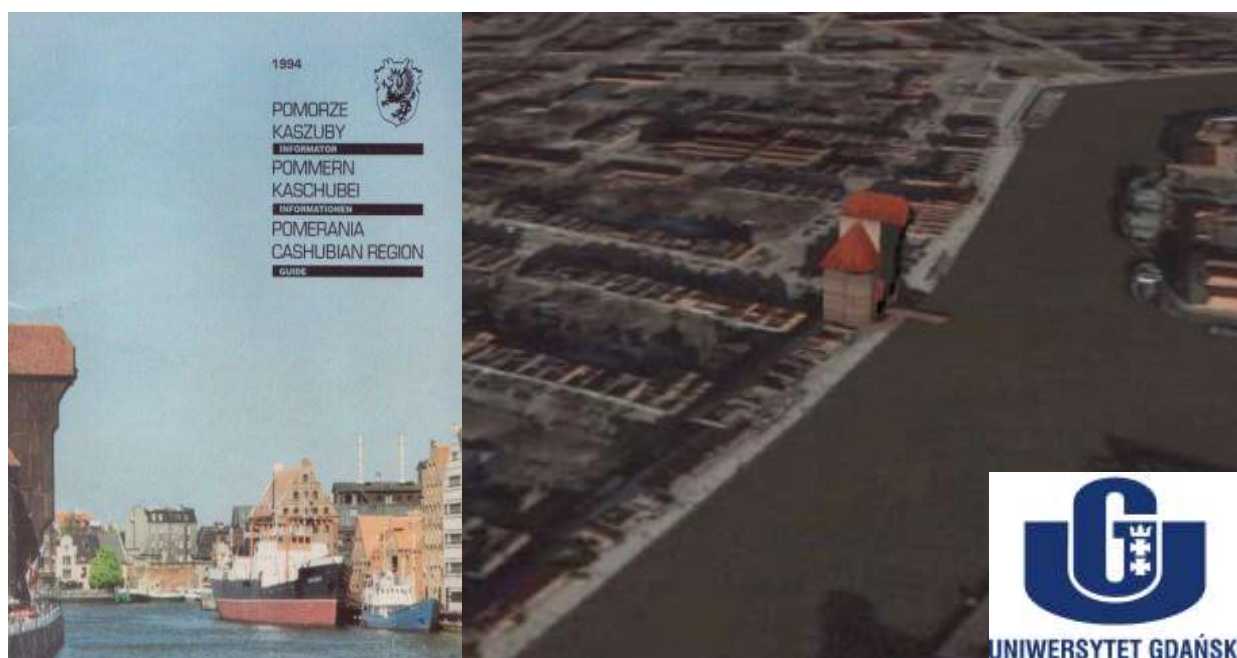 1994
POMORZE
KASZUBY
INFORMATOR
POMMERN
KASCHUBEI
INFORMATIONEN
POMERANIA
CASHUBIAN REGION
GUIDE
UNIWERSYTET GDAŃSK